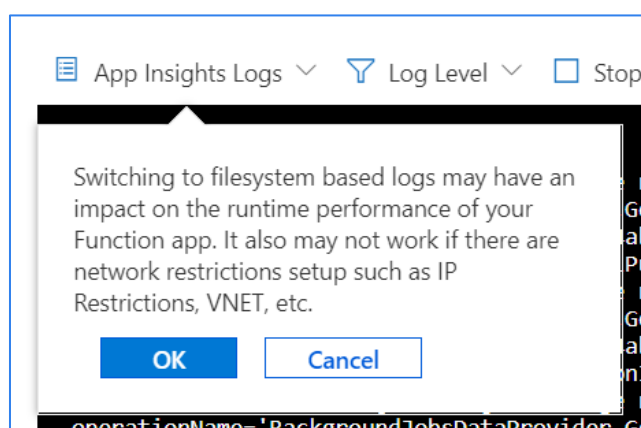 App Insights Logs Log Level Stop
Switching to filesystem based logs may have an
impact on the runtime performance of your
Function app. It also may not work if there are
network restrictions setup such as IP
Restrictions, VNET, etc.
OK Cancel
operationName='BackgroundJobsDataProvider.G